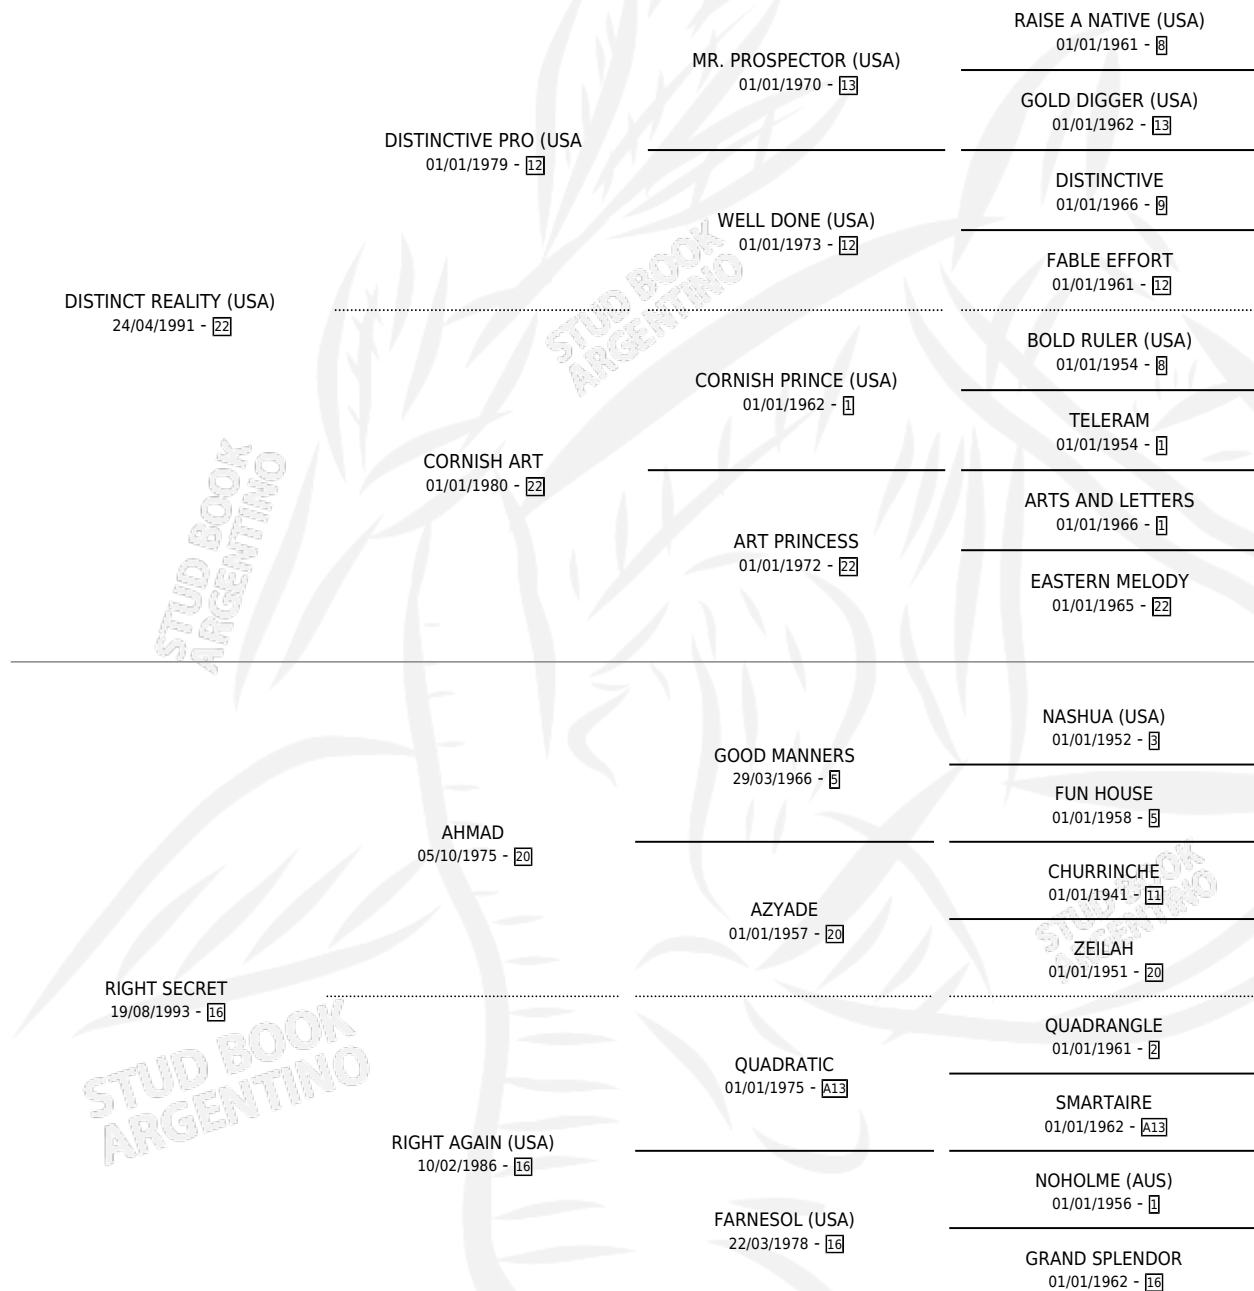 RAISE A NATIVE (USA)
01/01/1961 - 8
MR. PROSPECTOR (USA)
01/01/1970 - 13
GOLD DIGGER (USA)
01/01/1962 - 13
DISTINCTIVE PRO (USA
01/01/1979 - 12
DISTINCTIVE
01/01/1966 - 9
WELL DONE (USA)
01/01/1973 - 12
FABLE EFFORT
01/01/1961 - 12
DISTINCT REALITY (USA)
24/04/1991 - 22
BOLD RULER (USA)
01/01/1954 - 8
CORNISH PRINCE (USA)
01/01/1962 - 1
TELERAM
01/01/1954 - 1
CORNISH ART
01/01/1980 - 22
ARTS AND LETTERS
01/01/1966 - 1
ART PRINCESS
01/01/1972 - 22
EASTERN MELODY
01/01/1965 - 22
NASHUA (USA)
01/01/1952 - 3
GOOD MANNERS
29/03/1966 - 5
FUN HOUSE
01/01/1958 - 5
AHMAD
05/10/1975 - 20
CHURRINCHE
01/01/1941 - 11
AZYADE
01/01/1957 - 20
ZEILAH
01/01/1951 - 20
RIGHT SECRET
19/08/1993 - 16
QUADRANGLE
01/01/1961 - 2
QUADRATIC
01/01/1975 - A13
SMARTAIRE
01/01/1962 - A13
RIGHT AGAIN (USA)
10/02/1986 - 16
NOHOLME (AUS)
01/01/1956 - 1
FARNESOL (USA)
22/03/1978 - 16
GRAND SPLENDOR
01/01/1962 - 16
STUD BOOK
ARGENTINO
STUD BOOK
ARGENTINO
STUD BOOK
ARGENTINO
STUD BOOK
ARGENTINO